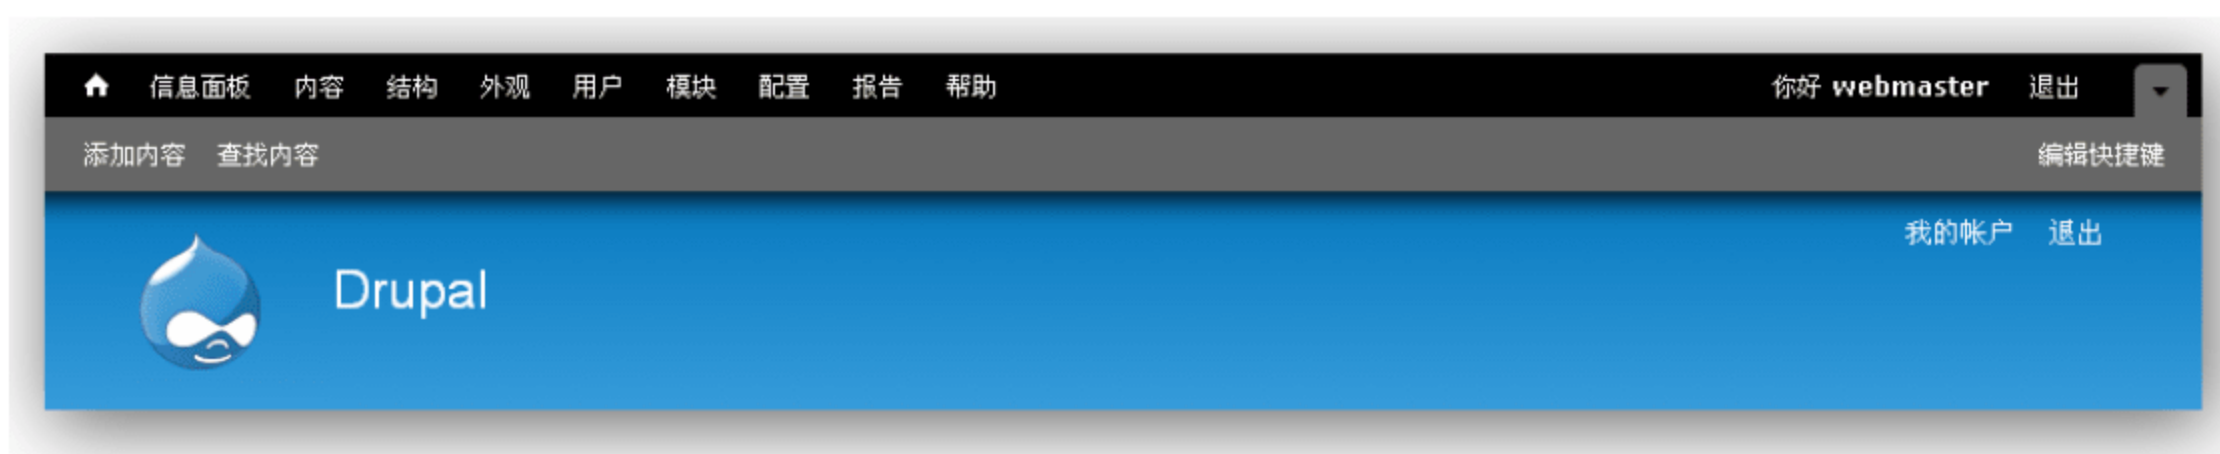 信息面板 内容 结构 外观 用户 模块 配置 报告 帮助 你好 webmaster 退出
添加内容 查找内容 编辑快捷键
我的帐户 退出
Drupal